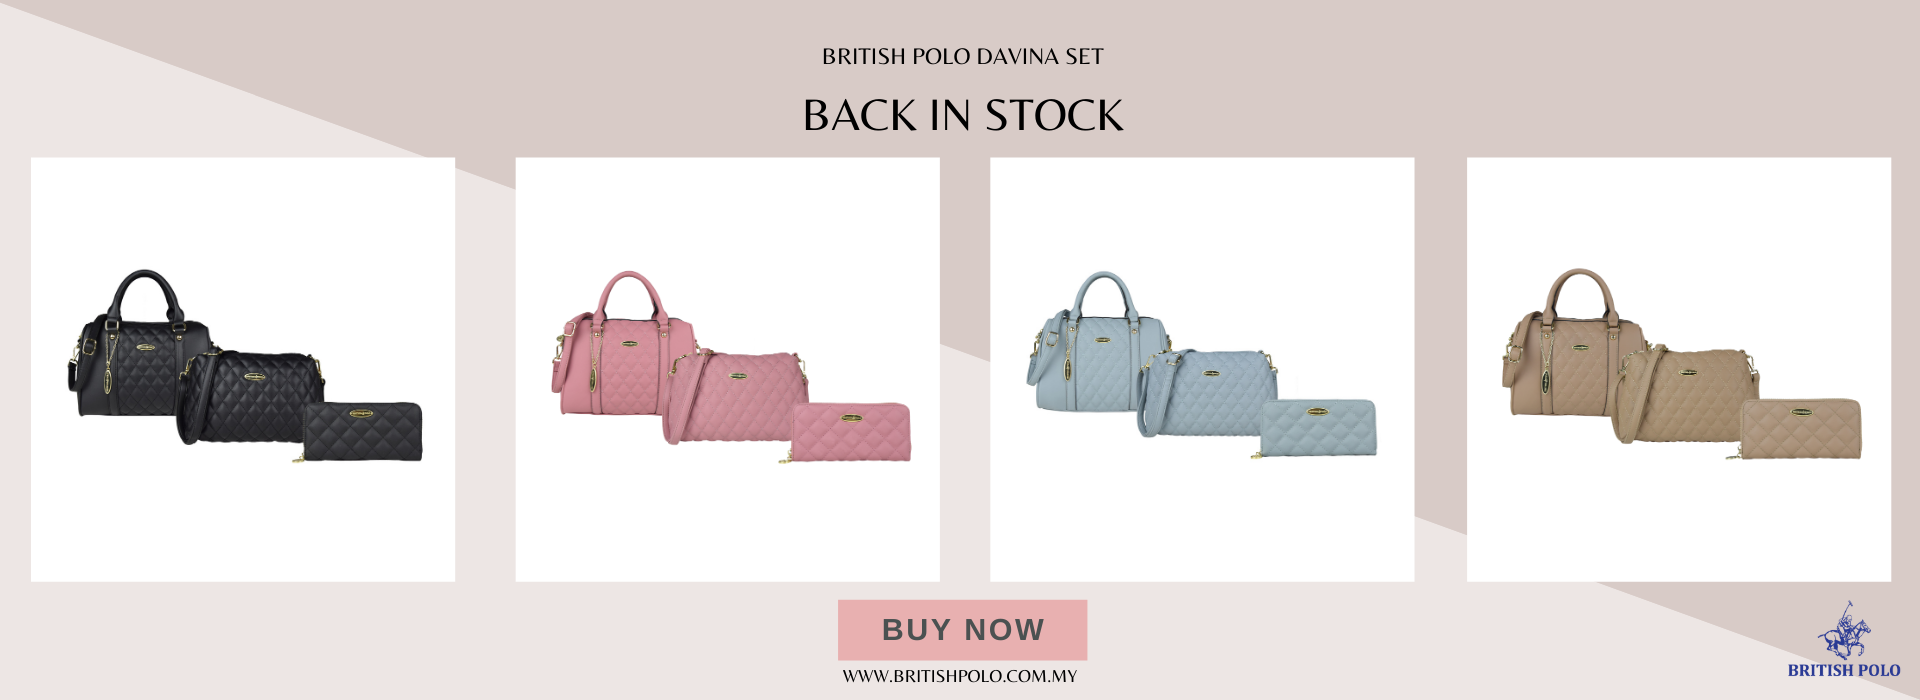 BRITISH POLO DAVINA SET
BACK IN STOCK
BUY NOW
WWW.BRITISHPOLO.COM.MY
BRITISH POLO